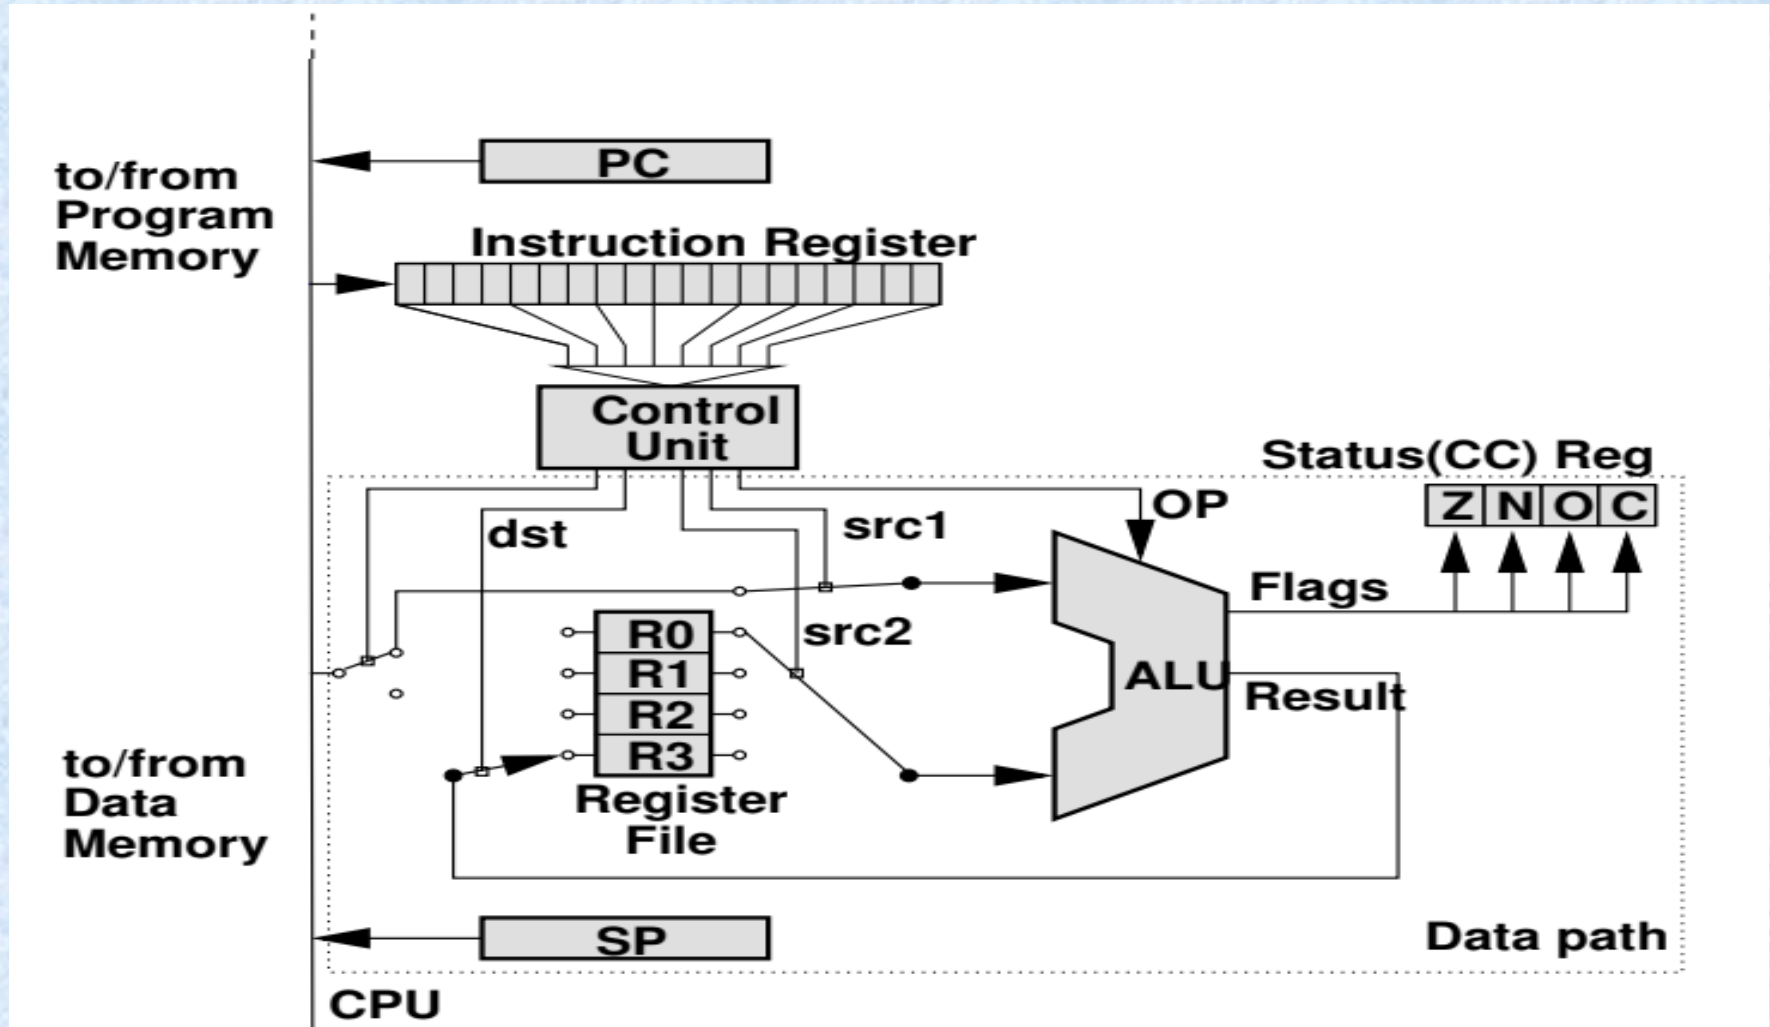 PC
to/from
Program
Memory
Instruction Register
Control
Unit
Status(CC) Reg
Z N O C
OP
src1
dst
Flags
src2
R0
R1
R2
R3
ALU
Result
Register
File
to/from
Data
Memory
SP
Data path
CPU